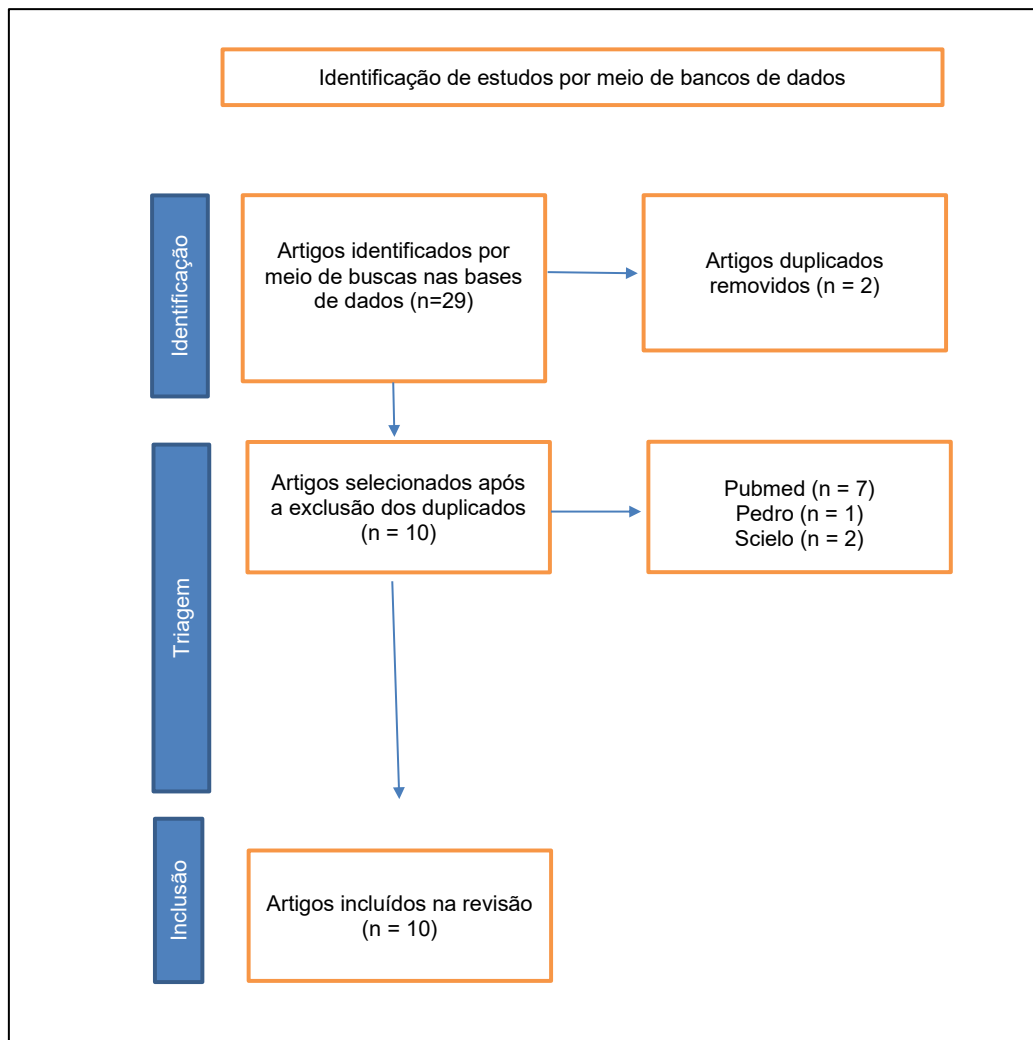 Identificação de estudos por meio de bancos de dados
Identificação
Artigos identificados por
meio de buscas nas bases
de dados (n=29)
Artigos duplicados
removidos (n = 2)
Triagem
Artigos selecionados após
a exclusão dos duplicados
(n = 10)
Pubmed (n = 7)
Pedro (n = 1)
Scielo (n = 2)
Inclusão
Artigos incluídos na revisão
(n = 10)